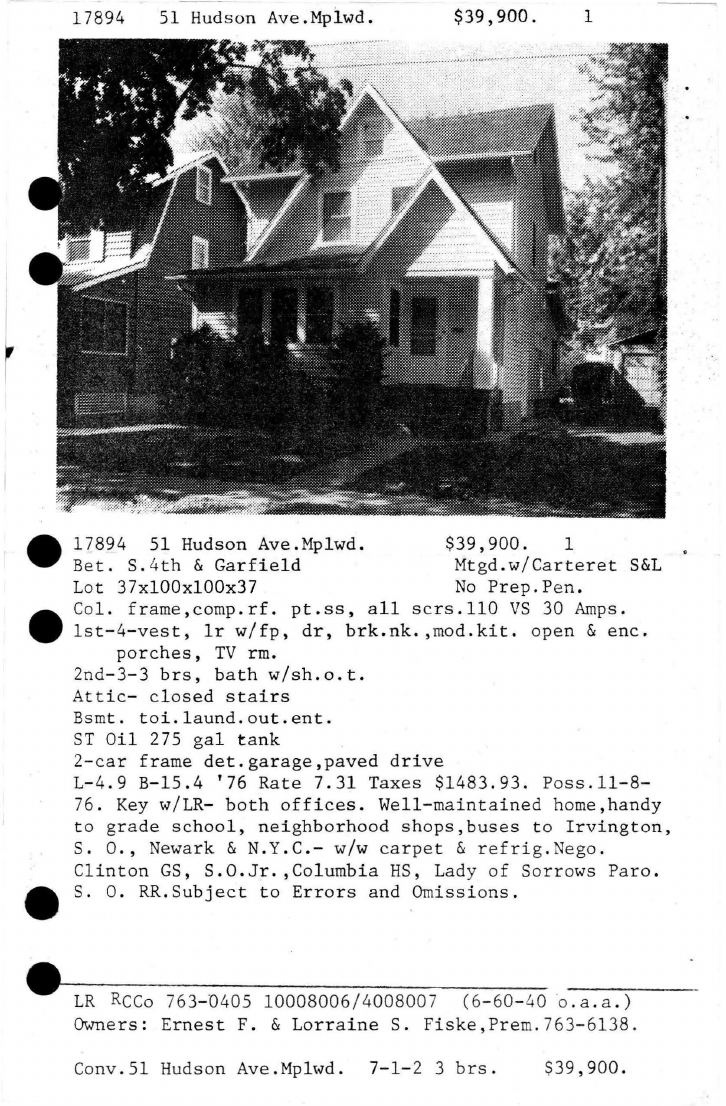 17894 51 Hudson Ave.Mplwd. $39,900. 1
17894 51 Hudson Ave.Mplwd. $39,900. 1
Bet. S.4th & Garfield Mtgd.w/Carteret S&L
Lot 37x100x100x37 No Prep.Pen.
Col. frame,comp.rf. pt.ss, all scrs.110 VS 30 Amps.
1st-4-vest, lr w/fp, dr, brk.nk.,mod.kit. open & enc.
porches, TV rm.
2nd-3-3 brs, bath w/sh.o.t.
Attic- closed stairs
Bsmt. toi.laund.out.ent.
ST Oil 275 gal tank
2-car frame det.garage,paved drive
L-4.9 B-15.4 '76 Rate 7.31 Taxes $1483.93. Poss.11-8-
76. Key w/LR- both offices. Well-maintained home,handy
to grade school, neighborhood shops,buses to Irvington,
S. O., Newark & N.Y.C.- w/w carpet & refrig.Nego.
Clinton GS, S.O.Jr.,Columbia HS, Lady of Sorrows Paro.
S. O. RR.Subject to Errors and Omissions.
LR RCCo 763-0405 10008006/4008007 (6-60-40 o.a.a.)
Owners: Ernest F. & Lorraine S. Fiske,Prem.763-6138.
Conv.51 Hudson Ave.Mplwd. 7-1-2 3 brs. $39,900.